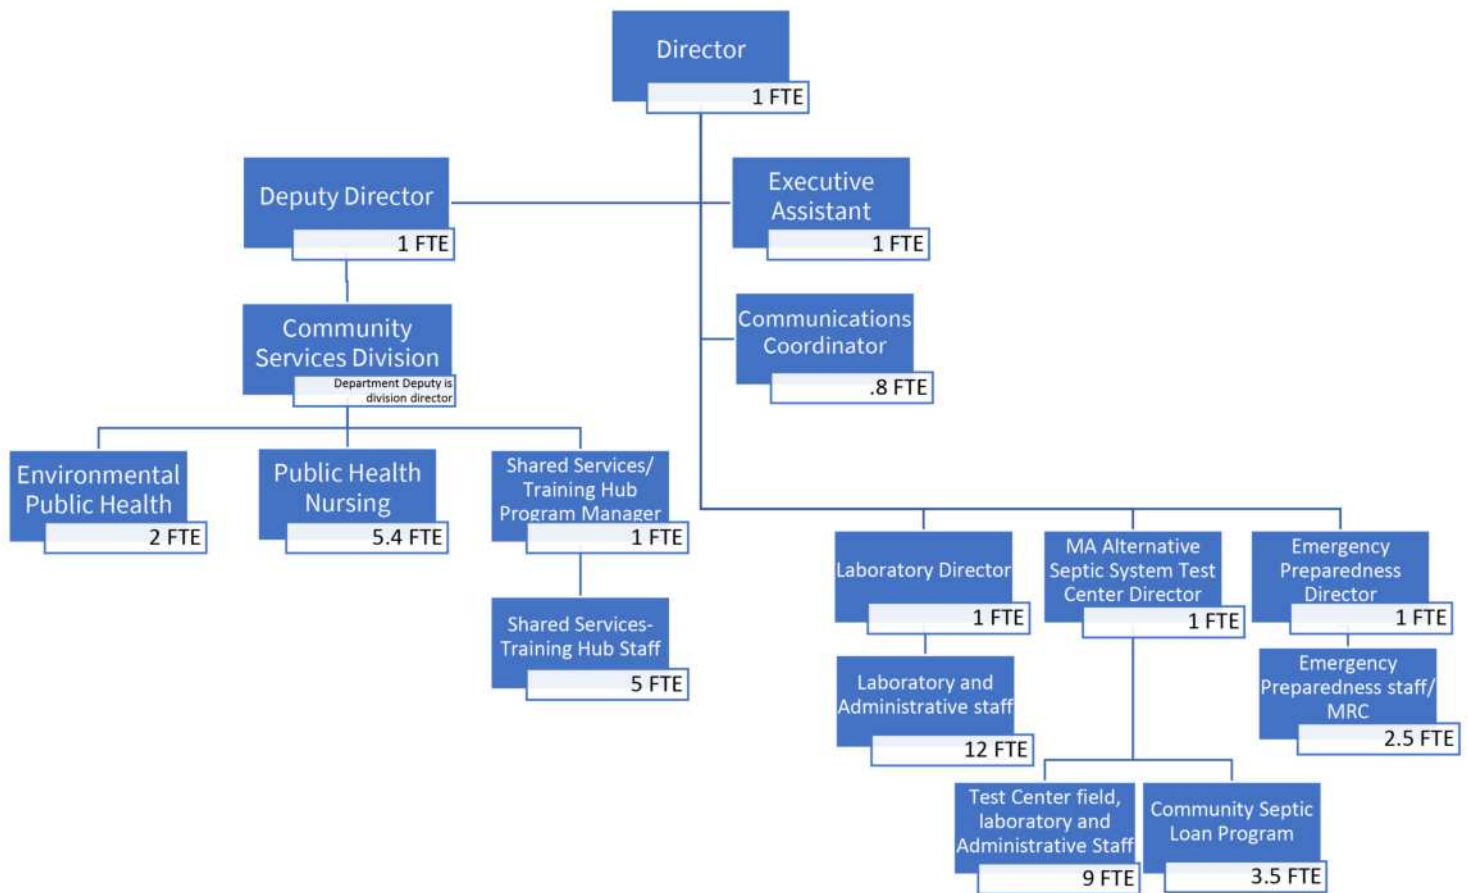 Director
1 FTE
Deputy Director
1 FTE
Executive
Assistant
1 FTE
Community
Services Division
Department Deputy is
division director
Communications
Coordinator
.8 FTE
Environmental
Public Health
2 FTE
Public Health
Nursing
5.4 FTE
Shared Services/
Training Hub
Program Manager
1 FTE
Shared Services-
Training Hub Staff
5 FTE
Laboratory Director
1 FTE
MA Alternative
Septic System Test
Center Director
1 FTE
Emergency
Preparedness
Director
1 FTE
Laboratory and
Administrative staff
12 FTE
Emergency
Preparedness staff/
MRC
2.5 FTE
Test Center field,
laboratory and
Administrative Staff
9 FTE
Community Septic
Loan Program
3.5 FTE